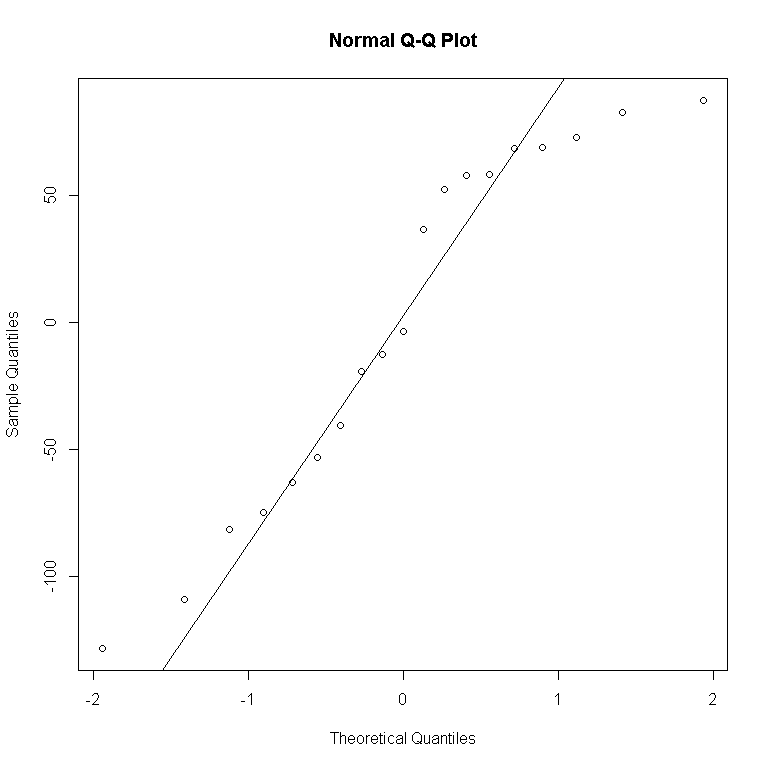 Normal Q-Q Plot
Sample Quantiles
50
0
-50
-100
-2 -1 0 1 2
Theoretical Quantiles